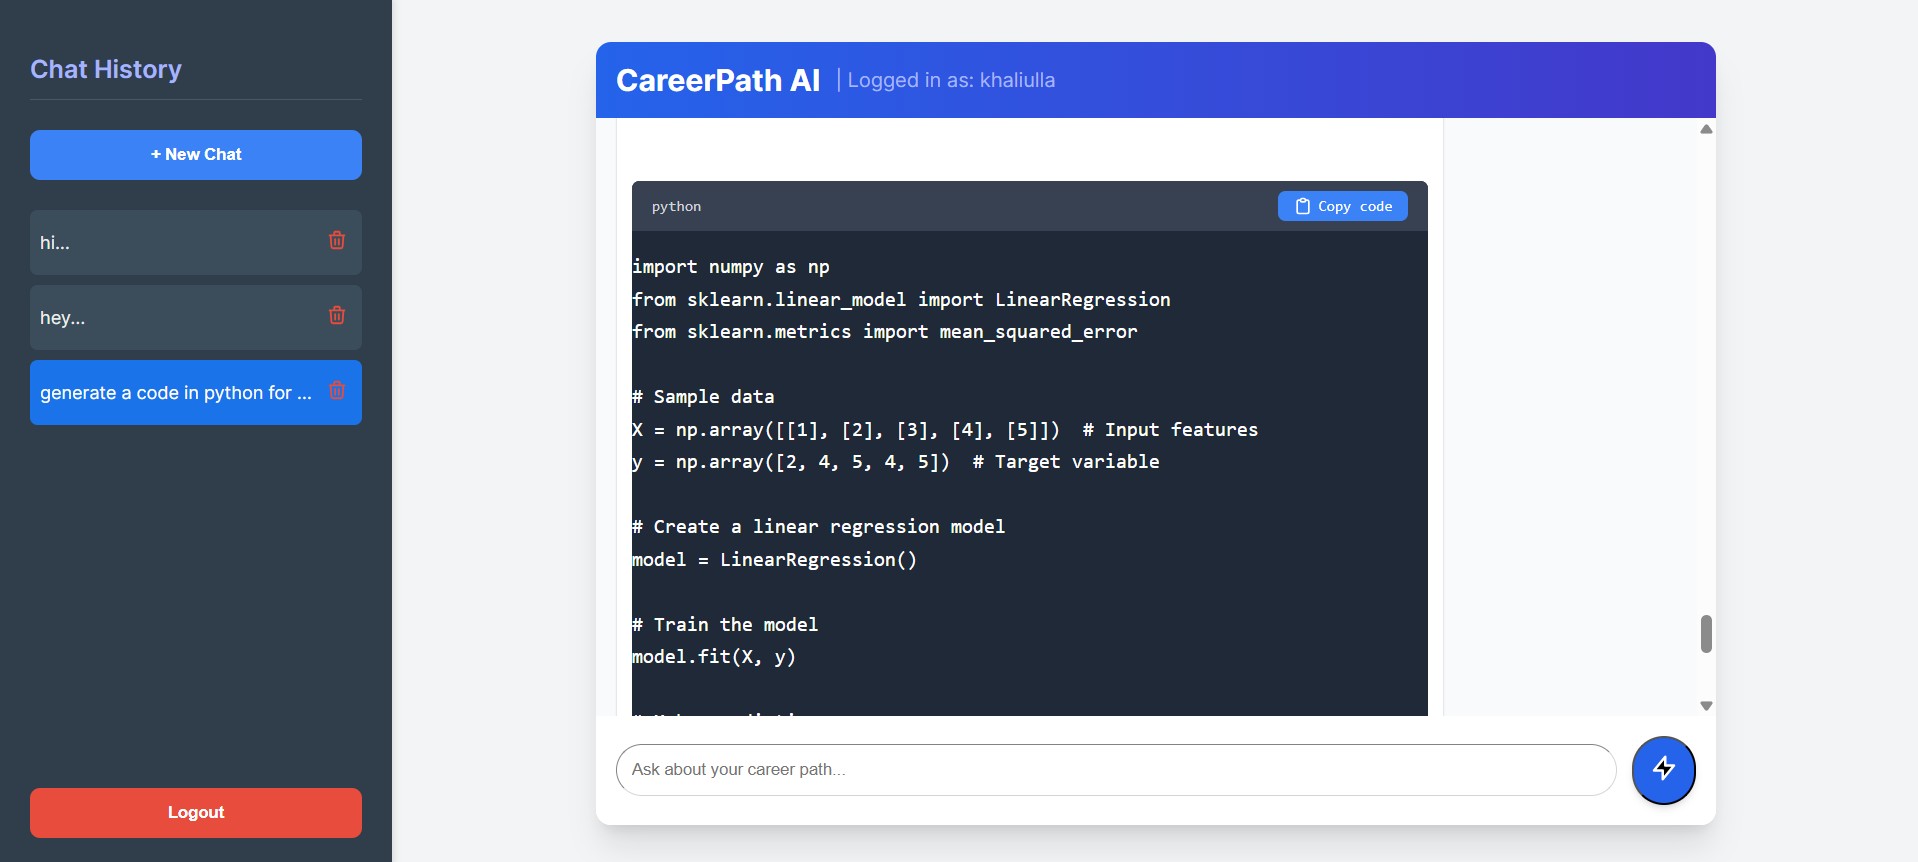 Chat History
+ New Chat
hi...
hey...
generate a code in python for ...
Logout
CareerPath AI | Logged in as: khaliulla
python
Copy code
import numpy as np
from sklearn.linear_model import LinearRegression
from sklearn.metrics import mean_squared_error
# Sample data
X = np.array([[1], [2], [3], [4], [5]])  # Input features
y = np.array([2, 4, 5, 4, 5])  # Target variable
# Create a linear regression model
model = LinearRegression()
# Train the model
model.fit(X, y)
Ask about your career path...